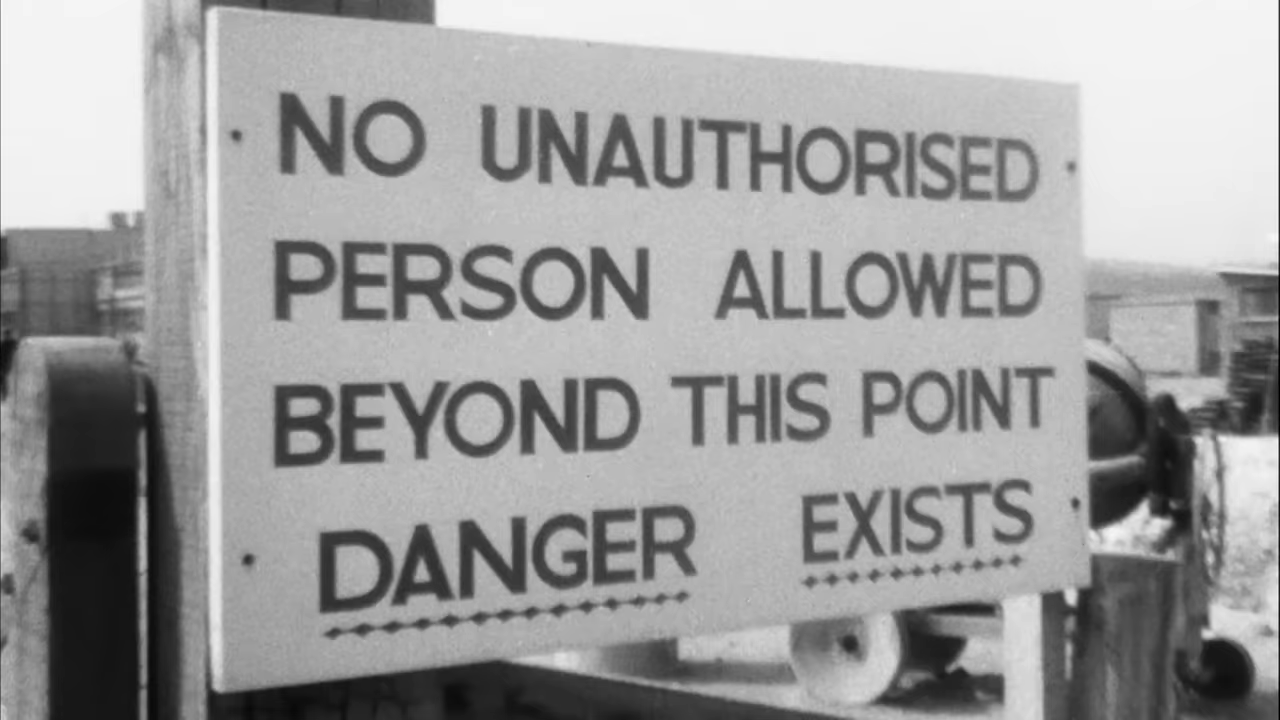 NO UNAUTHORISED
PERSON ALLOWED
BEYOND THIS POINT
DANGER EXISTS